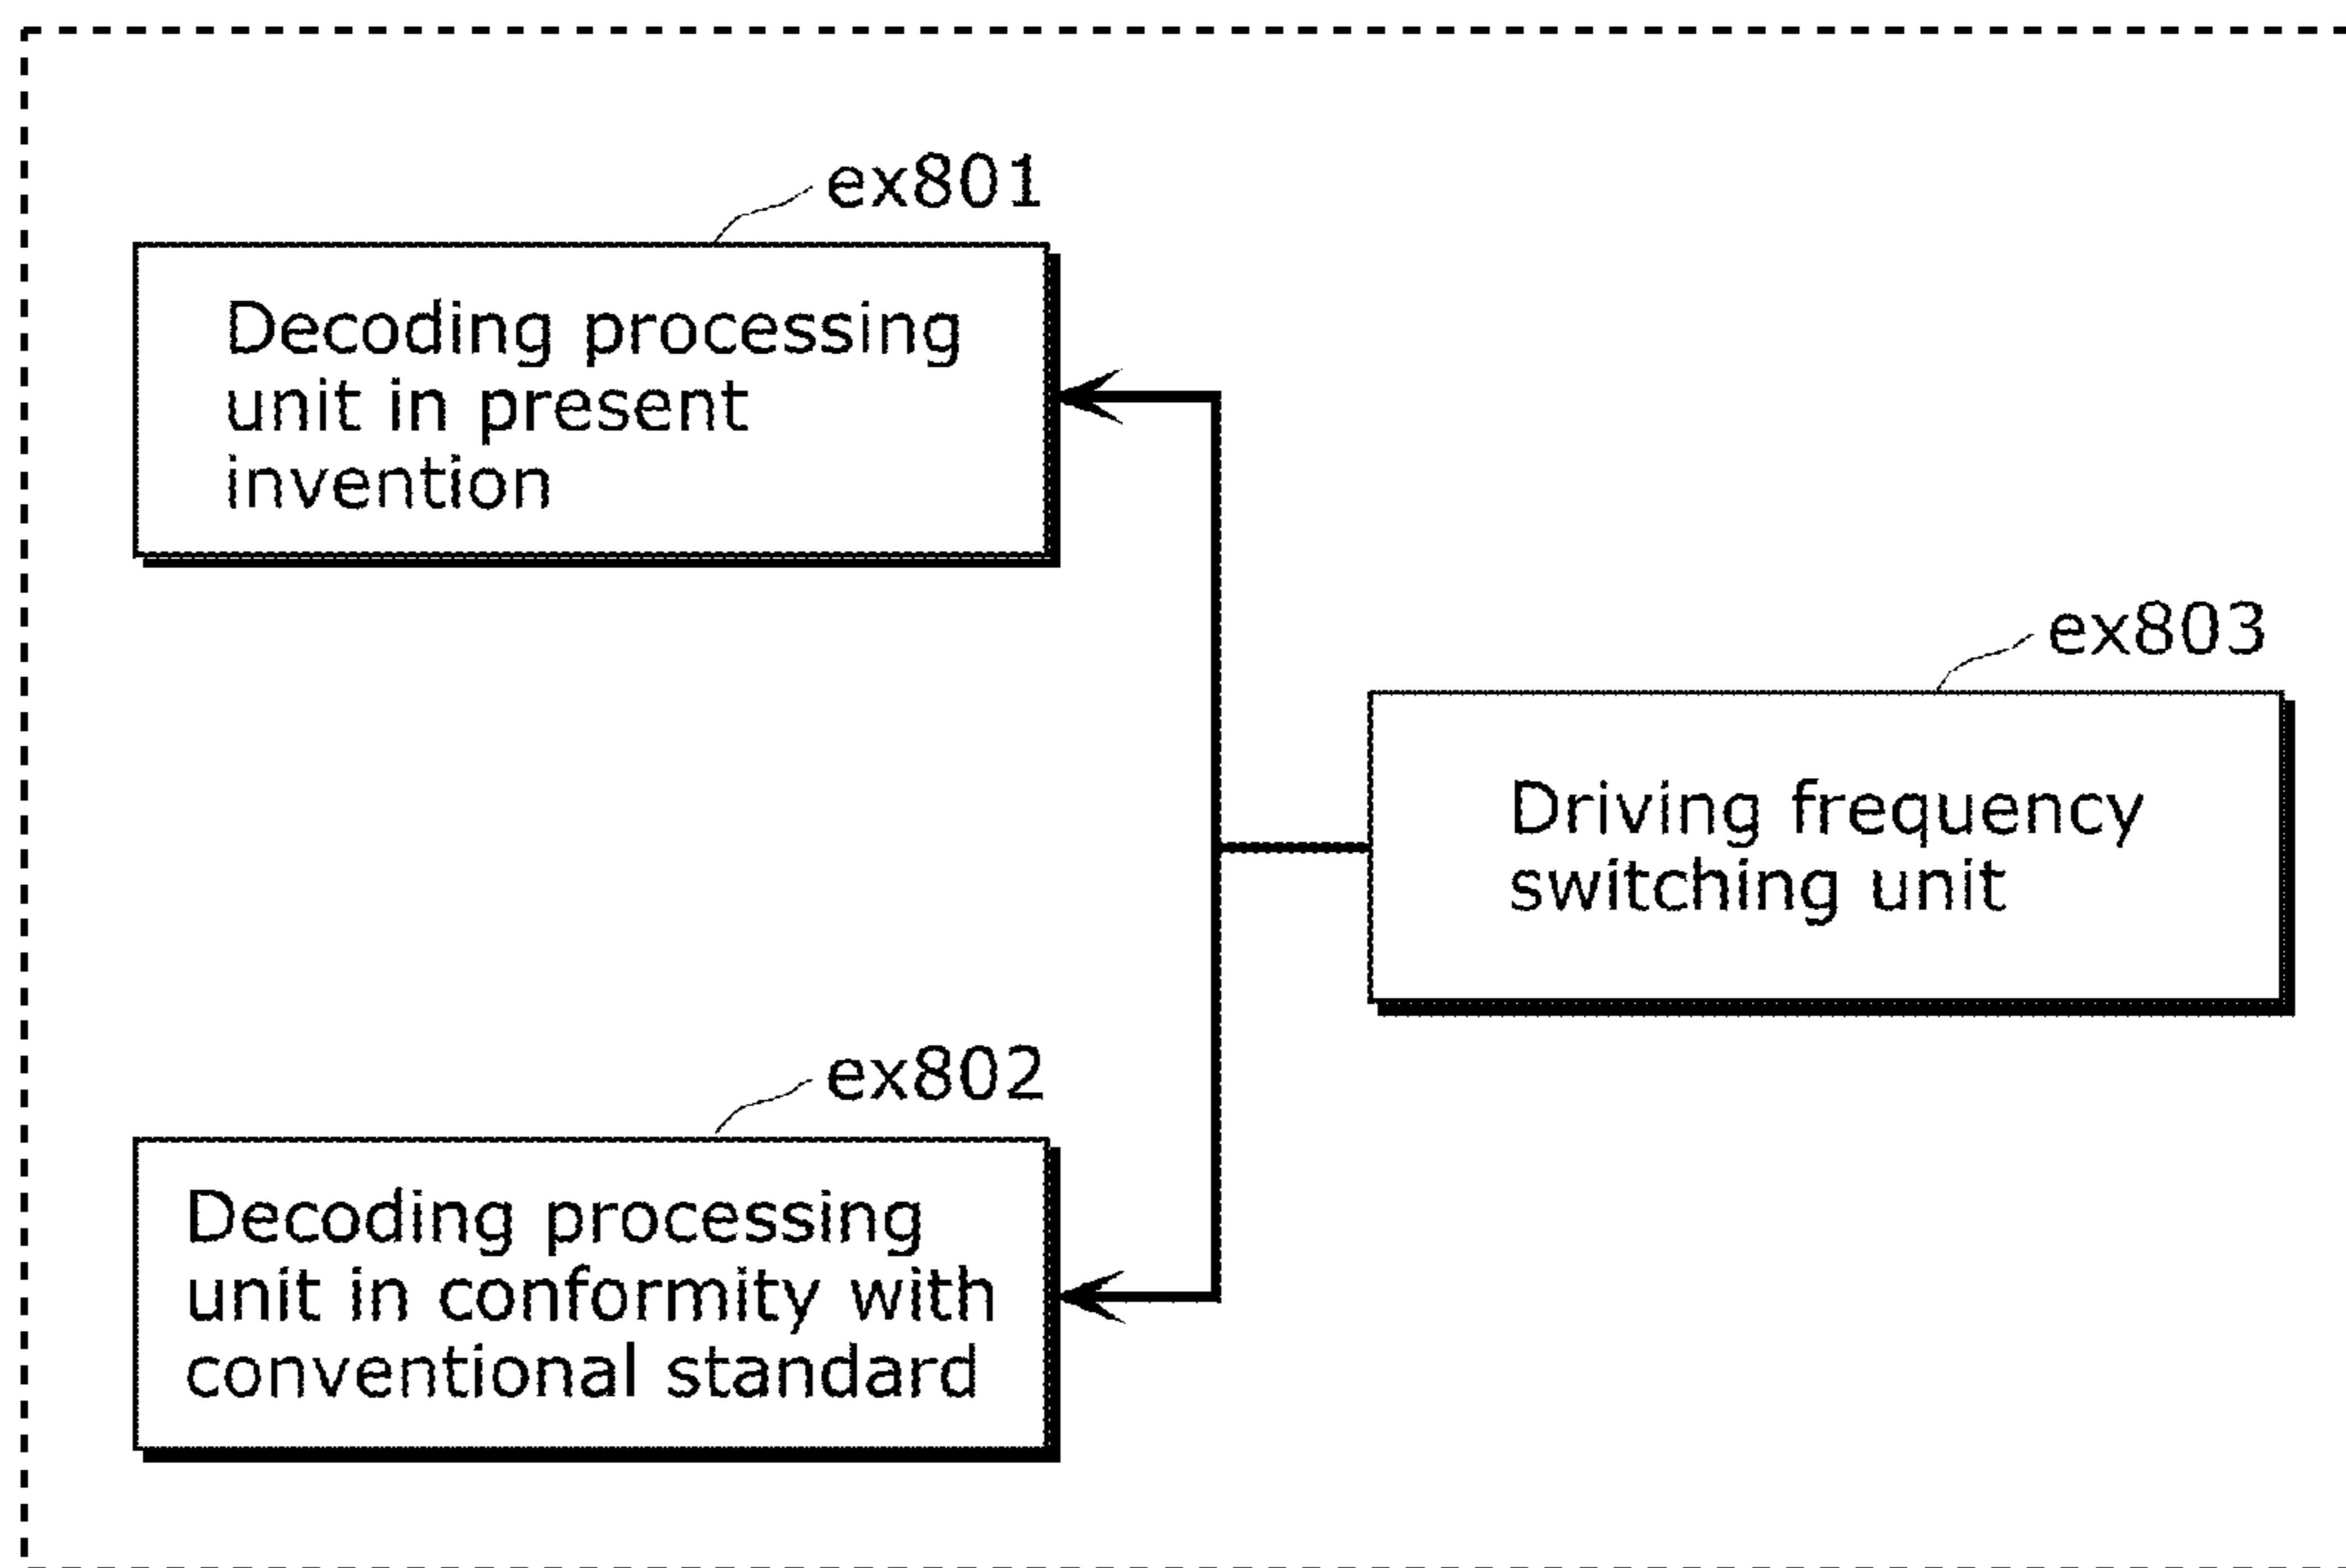 ex801
Decoding processing
unit in present
invention
ex803
Driving frequency
switching unit
ex802
Decoding processing
unit in conformity with
conventional standard